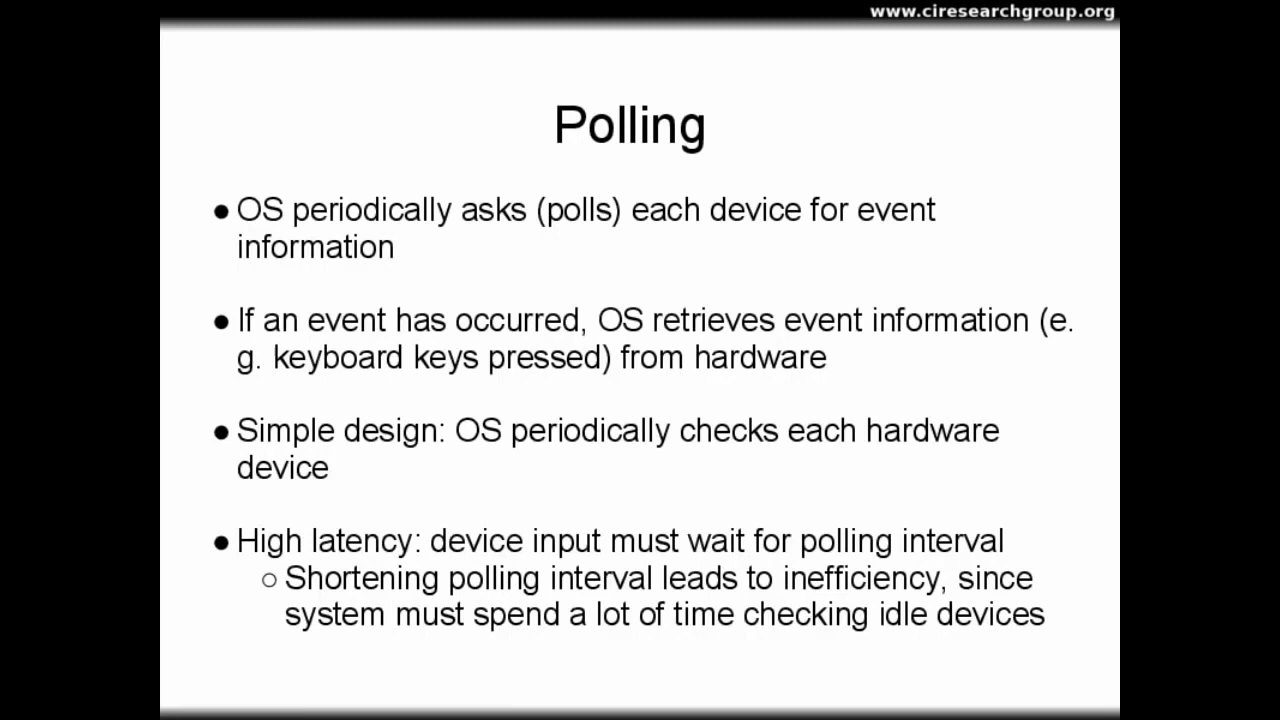 www.ciresearchgroup.org
Polling
● OS periodically asks (polls) each device for event
information
● If an event has occurred, OS retrieves event information (e.
g. keyboard keys pressed) from hardware
● Simple design: OS periodically checks each hardware
device
● High latency: device input must wait for polling interval
○ Shortening polling interval leads to inefficiency, since
system must spend a lot of time checking idle devices